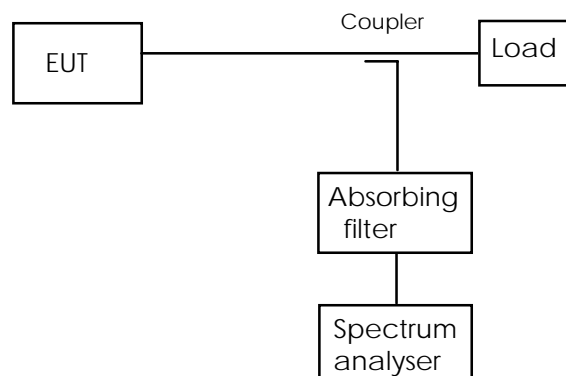 Coupler
EUT
Load
Absorbing
filter
Spectrum
analyser